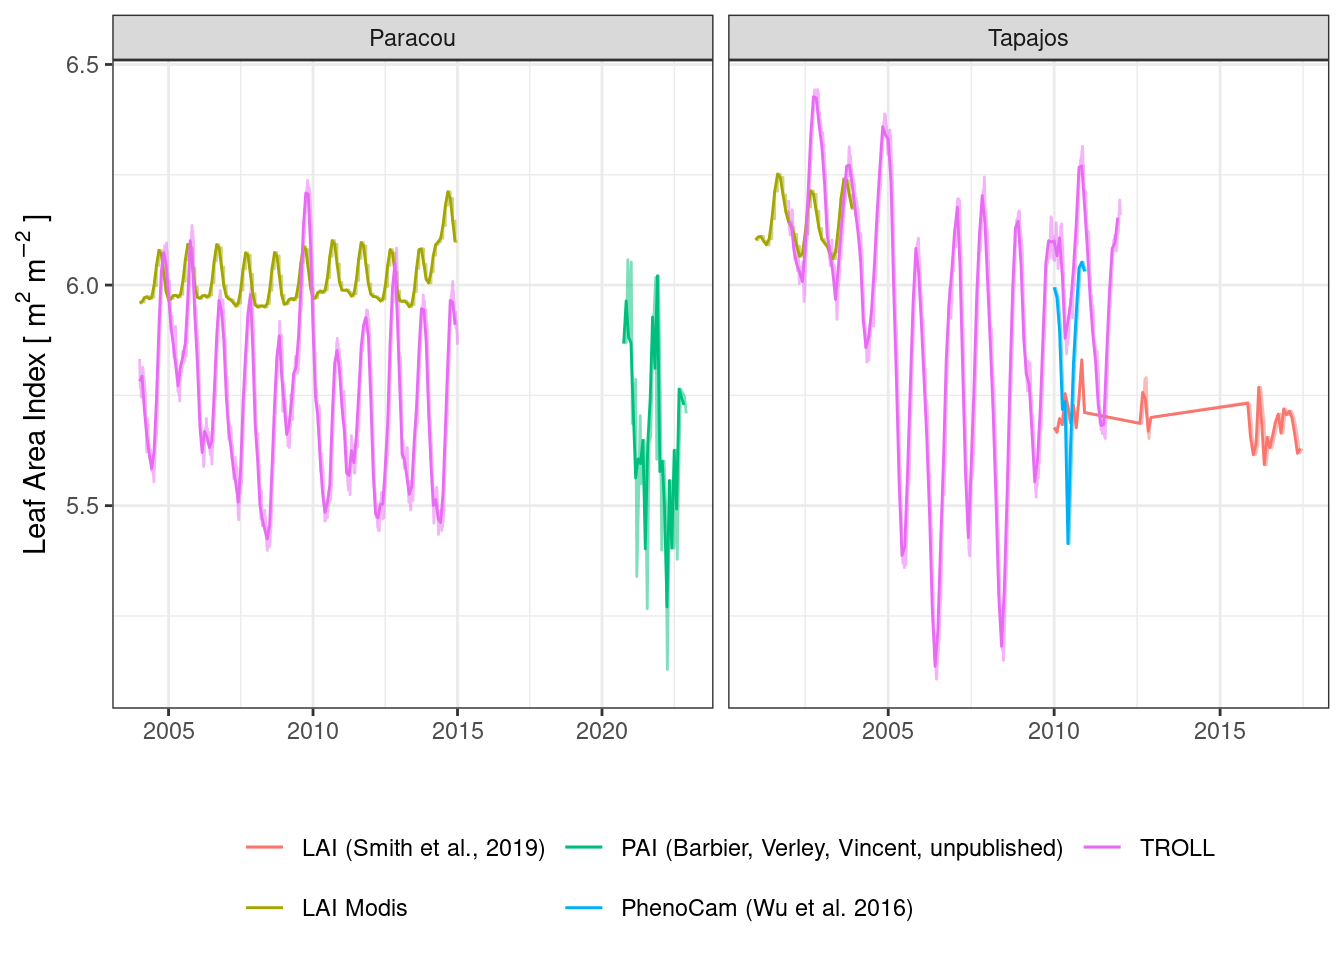 Paracou
Tapajos
6.5
6.0
5.5
Leaf Area Index [ m² m⁻² ]
2005
2010
2015
2020
2005
2010
2015
LAI (Smith et al., 2019)
PAI (Barbier, Verley, Vincent, unpublished)
TROLL
LAI Modis
PhenoCam (Wu et al. 2016)